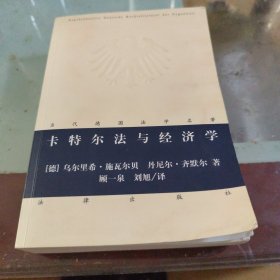 当代德国法学名著
卡特尔法与经济学
[德] 乌尔里希·施瓦尔贝 丹尼尔·齐默尔 著
顾一泉 刘旭/译
法律出版社